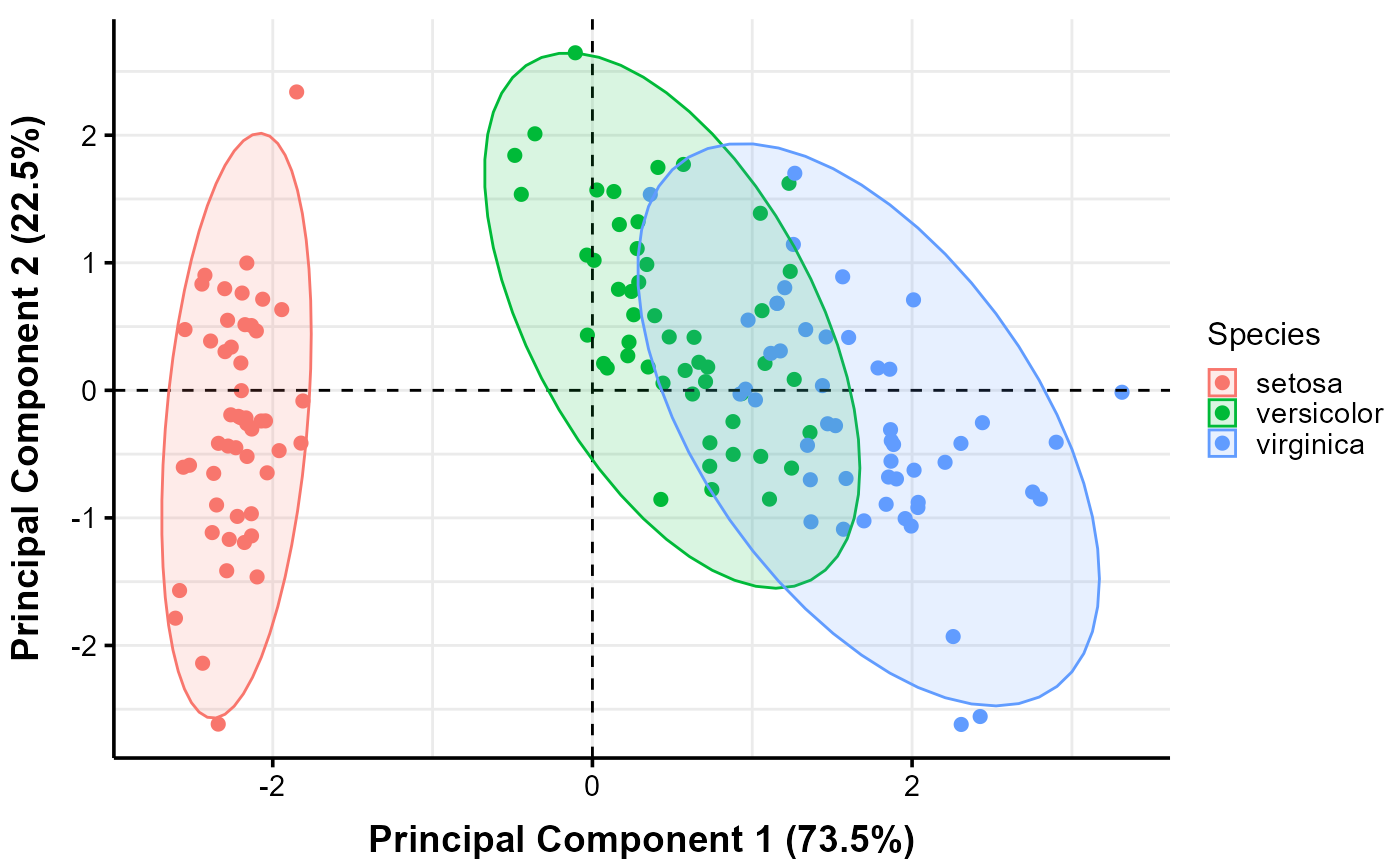 Principal Component 2 (22.5%)
2
1
0
-1
-2
-2
0
2
Principal Component 1 (73.5%)
Species
setosa
versicolor
virginica